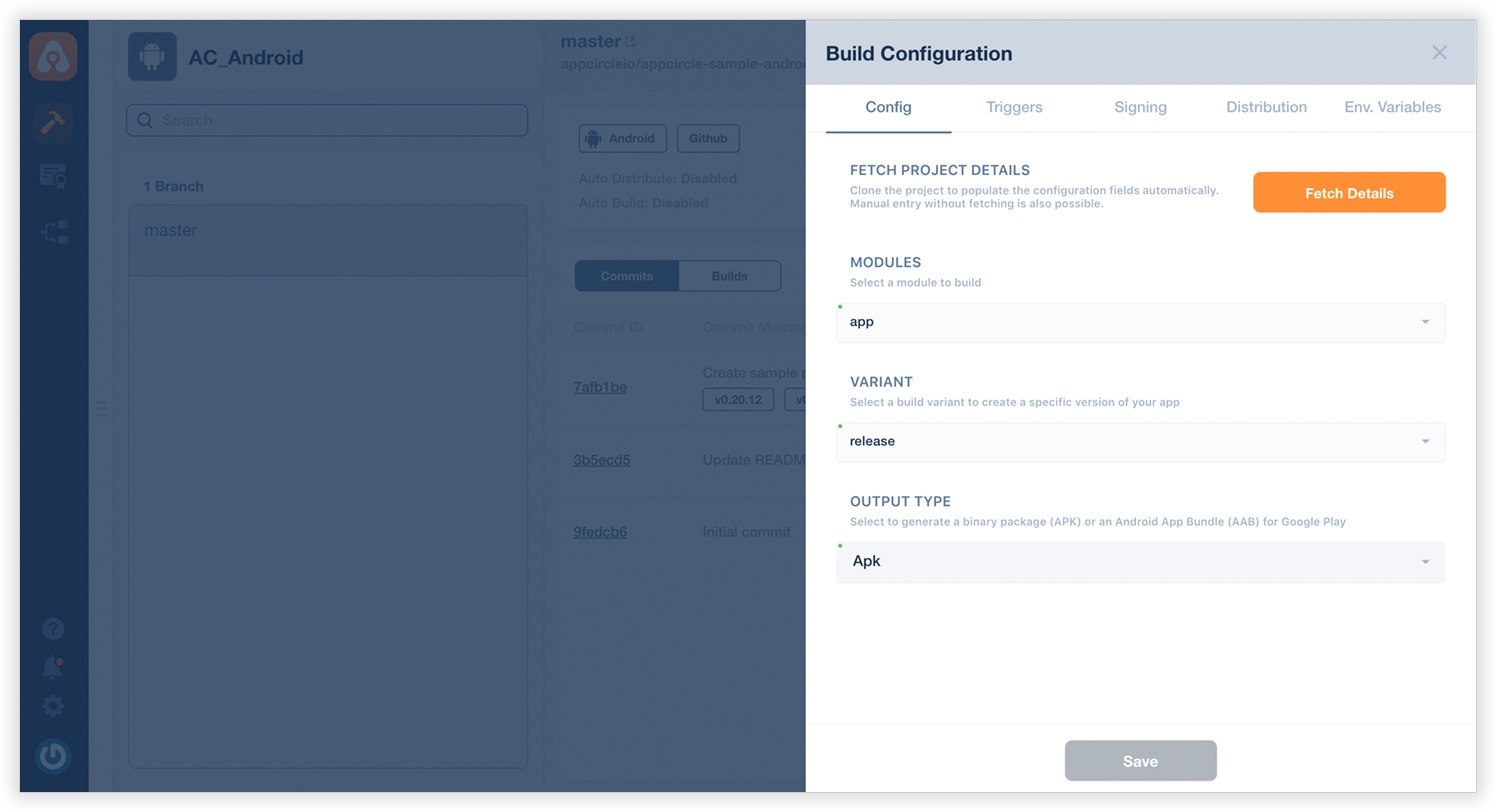 AC_Android
Search
1 Branch
master
master
appcircleio/appcircle-sample-androi
Android
Github
Auto Distribute: Disabled
Auto Build: Disabled
Commits
Builds
Commit ID
Commit Messa
7afb1be
Create sample p
v0.20.12
v0
3b5ecd5
Update READM
9fedcb6
Initial commit
Build Configuration
Config
Triggers
Signing
Distribution
Env. Variables
FETCH PROJECT DETAILS
Clone the project to populate the configuration fields automatically.
Manual entry without fetching is also possible.
Fetch Details
MODULES
Select a module to build
app
VARIANT
Select a build variant to create a specific version of your app
release
OUTPUT TYPE
Select to generate a binary package (APK) or an Android App Bundle (AAB) for Google Play
Apk
Save